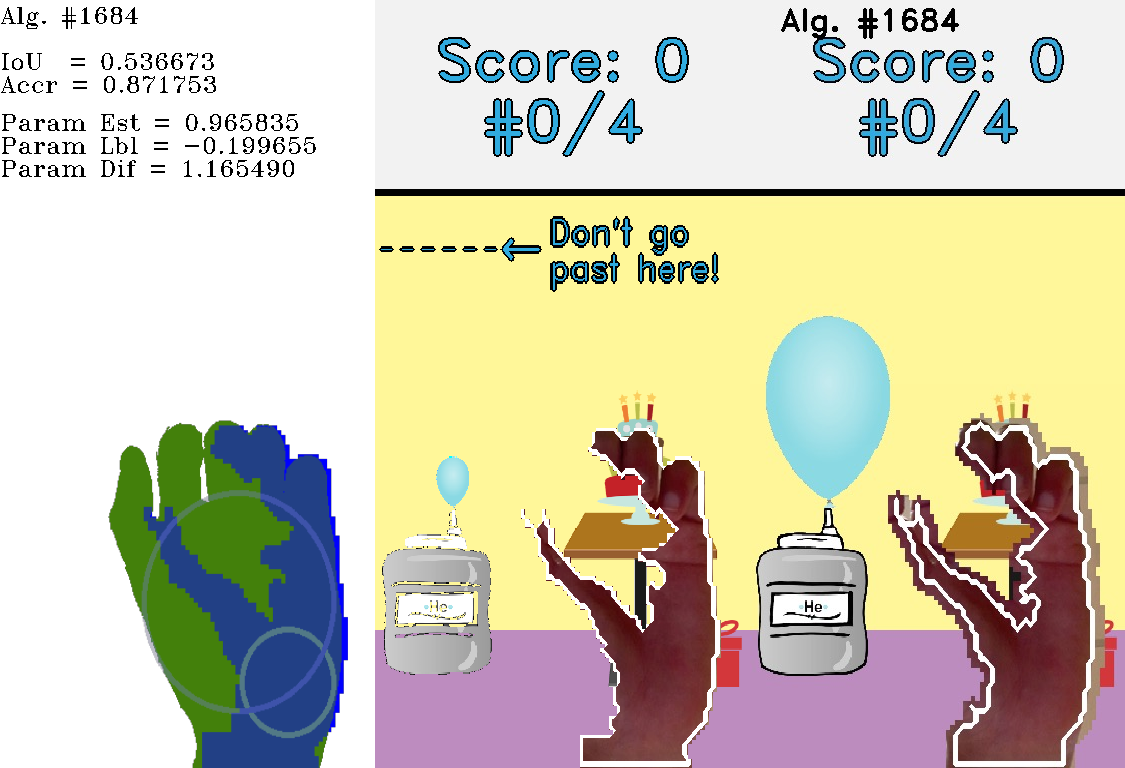 Alg. #1684
IoU = 0.536673
Accr = 0.871753
Param Est = 0.965835
Param Lbl = −0.199655
Param Dif = 1.165490
Score: 0
#0/4
Alg. #1684
Score: 0
#0/4
Don't go
past here!
He
He